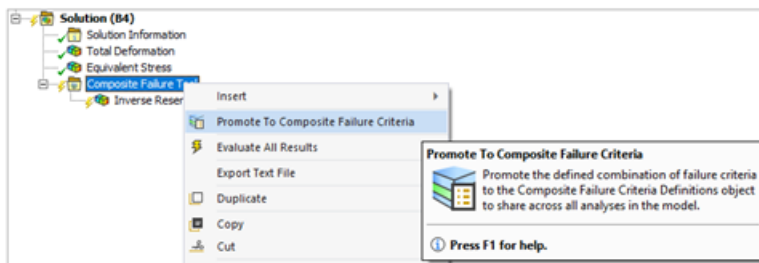 Solution (B4)
Solution Information
Total Deformation
Equivalent Stress
Composite Failure
Inverse
Insert
Promote To Composite Failure Criteria
Evaluate All Results
Export Text File
Duplicate
Copy
Cut
Promote To Composite Failure Criteria
Promote the defined combination of failure criteria
to the Composite Failure Criteria Definitions object
to share across all analyses in the model.
Press F1 for help.